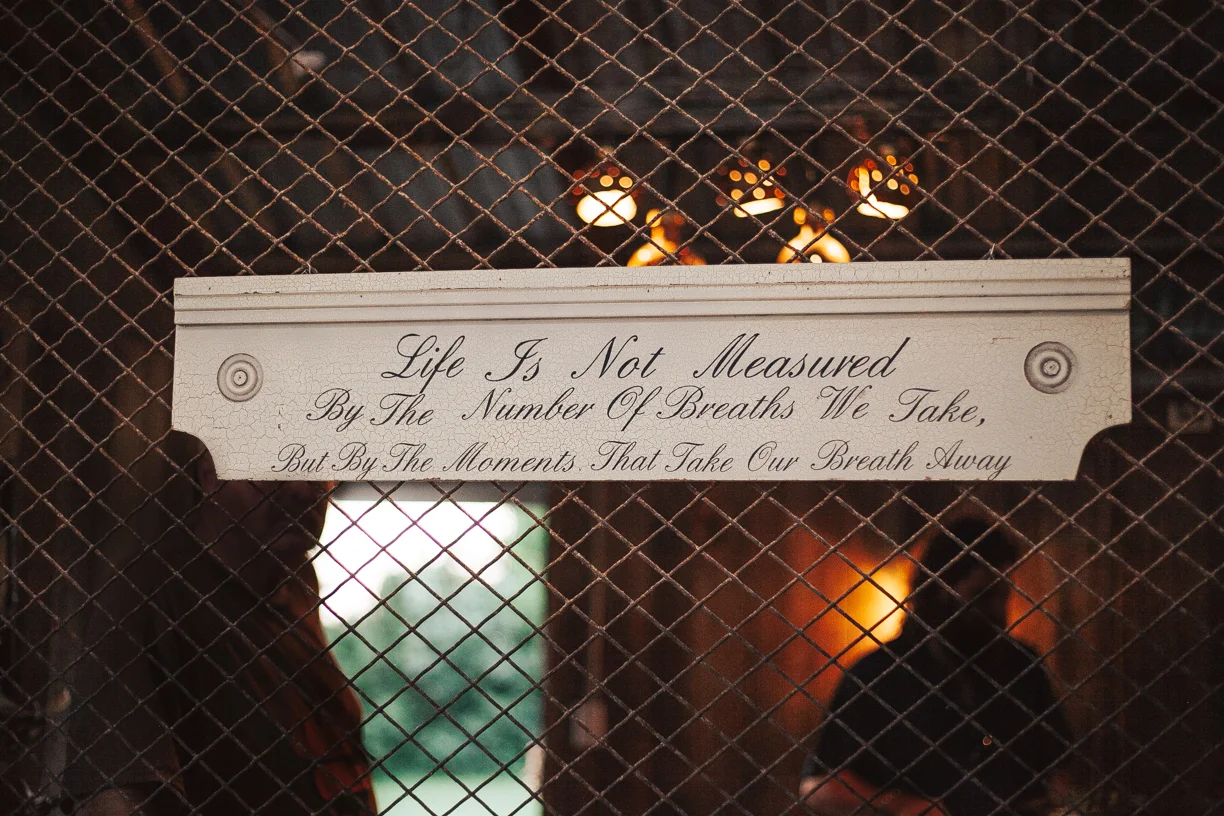 Life Is Not Measured
By The Number Of Breaths We Take,
But By The Moments That Take Our Breath Away